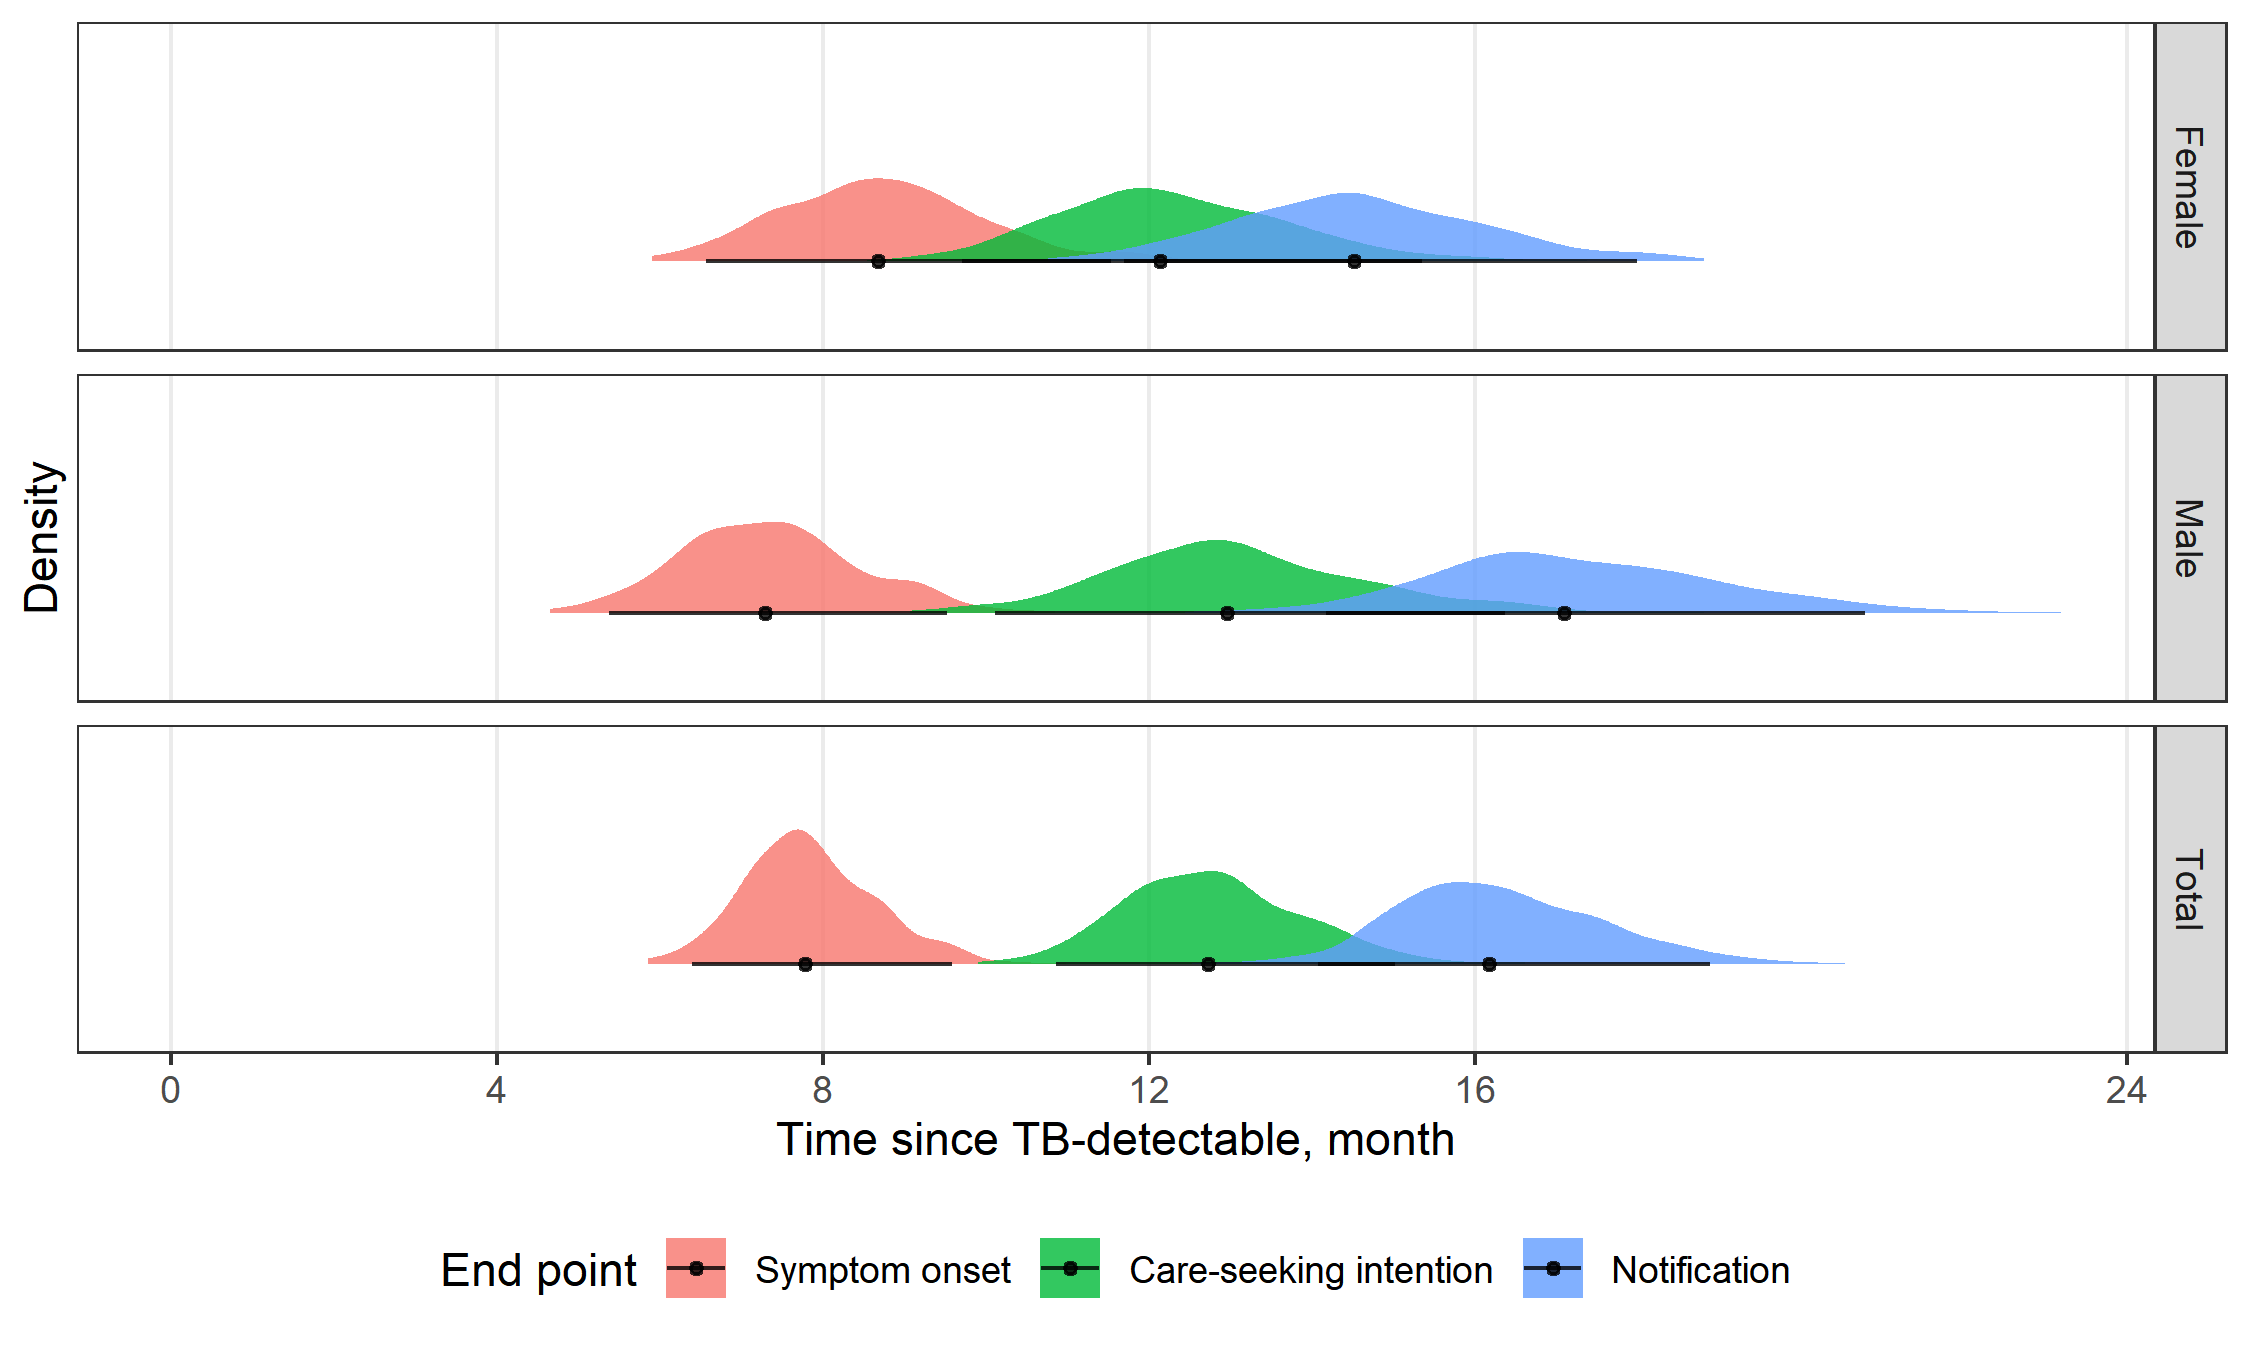 Female
Male
Total
Density
0 4 8 12 16 24
Time since TB-detectable, month
End point Symptom onset Care-seeking intention Notification